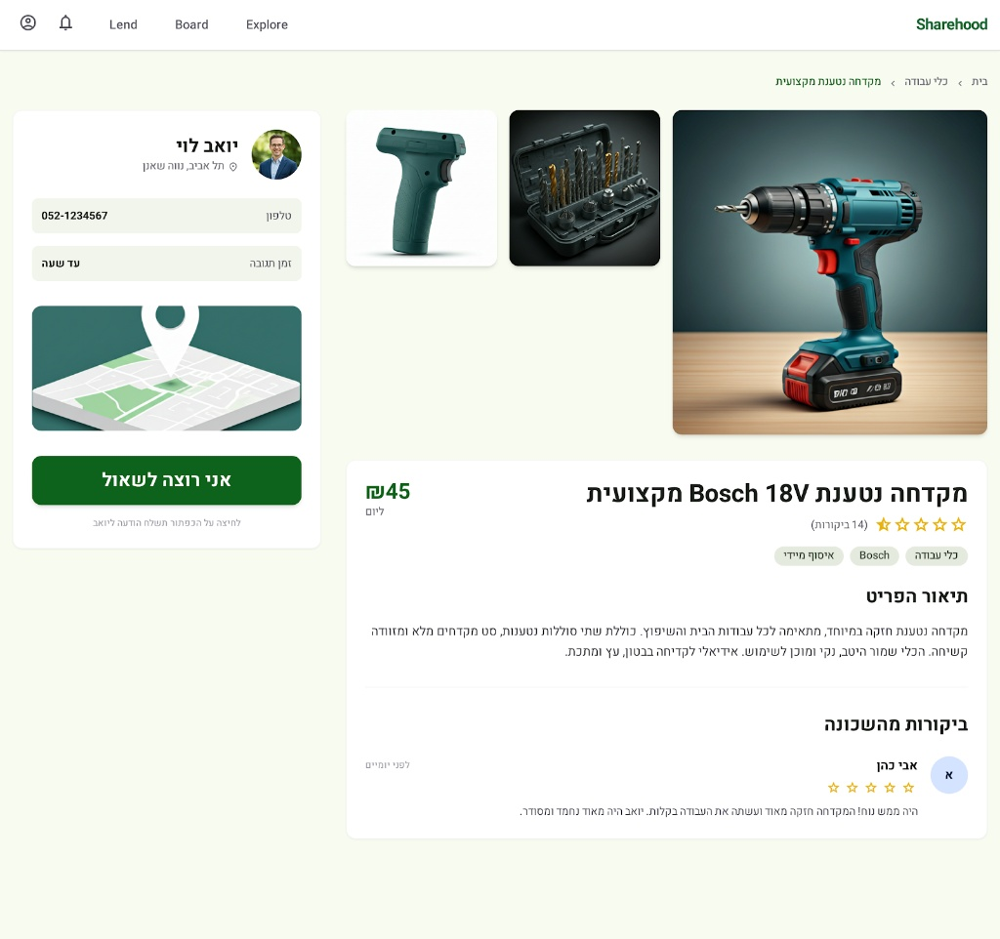 Sharehood
Explore
Board
Lend
בית › כלי עבודה › מקדחה נטענת מקצועית
יואב לוי
תל אביב, נווה שאנן
טלפון 052-1234567
זמן תגובה עד שעה
אני רוצה לשאול
לחיצה על הכפתור תשלח הודעה ליואב
מקדחה נטענת Bosch 18V מקצועית
₪45
ליום
(14 ביקורות)
כלי עבודה
Bosch
איסוף מיידי
תיאור הפריט
מקדחה נטענת חזקה במיוחד, מתאימה לכל עבודות הבית והשיפוץ. כוללת שתי סוללות נטענות, סט מקדחים מלא ומזוודה
קשיחה. הכלי שמור היטב, נקי ומוכן לשימוש. אידיאלי לקדיחה בבטון, עץ ומתכת.
ביקורות מהשכונה
א
אבי כהן
לפני יומיים
היה ממש נוח! המקדחה חזקה מאוד ועשתה את העבודה בקלות. יואב היה מאוד נחמד ומסודר.